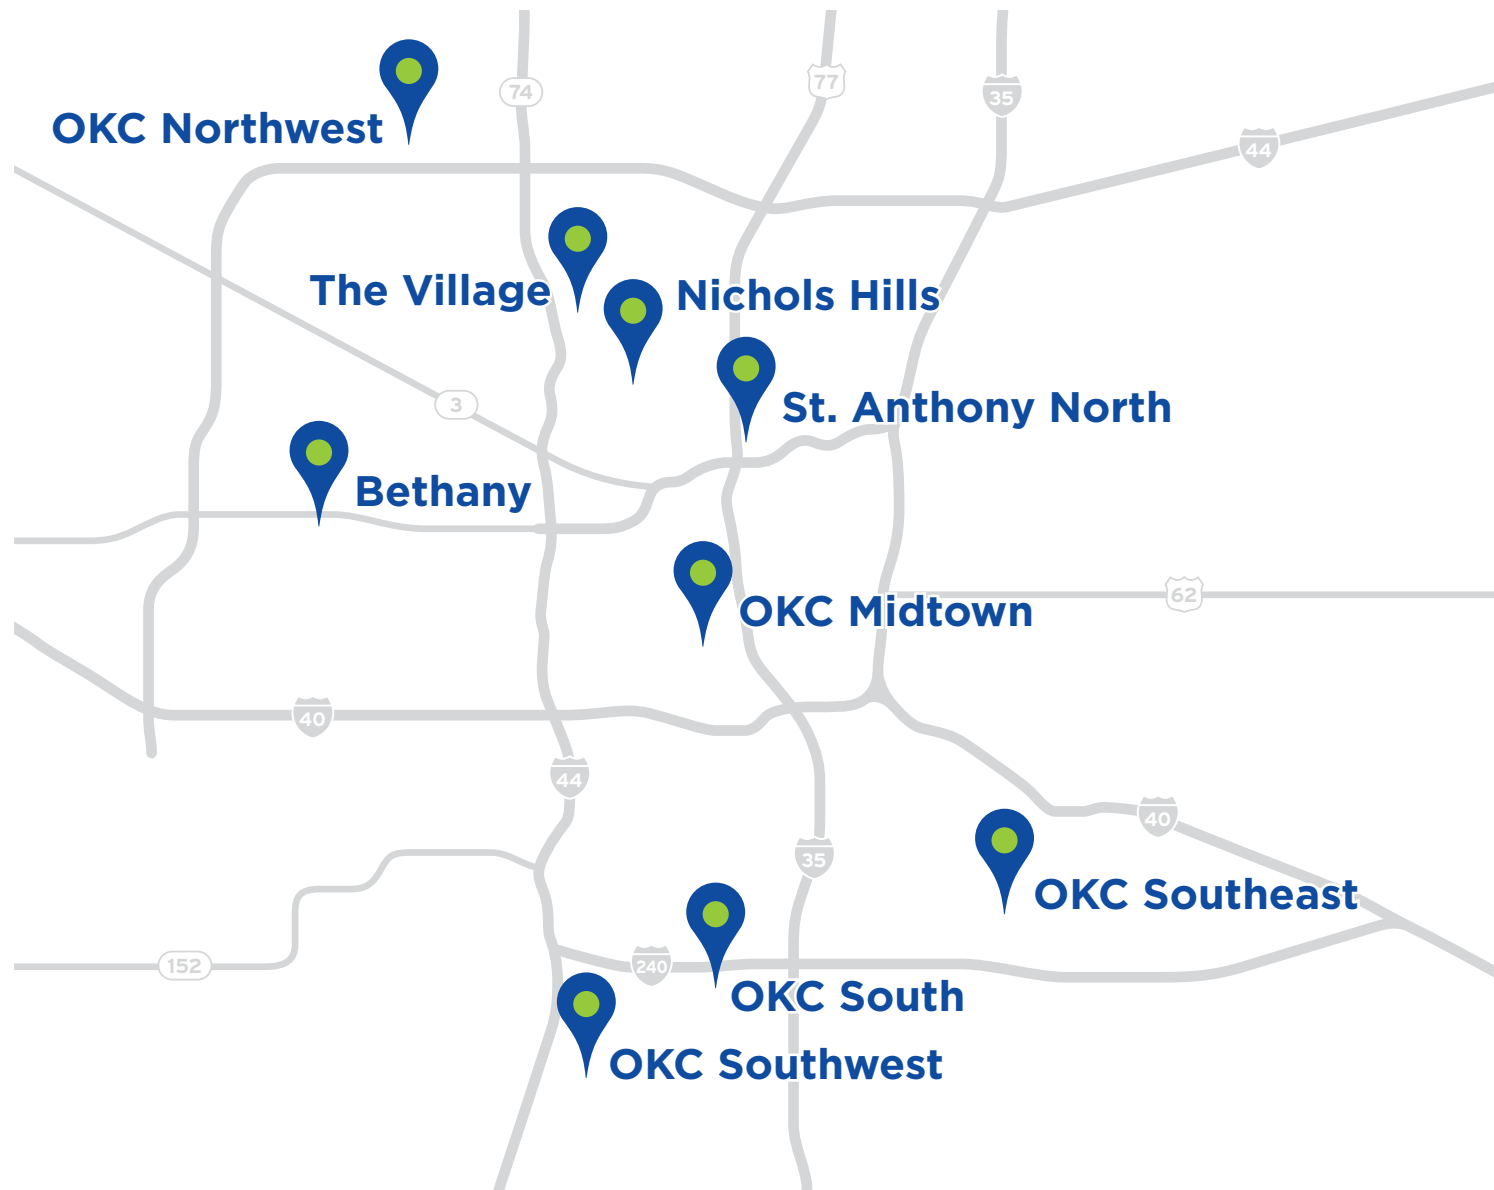 74
77
35
OKC Northwest
44
The Village
Nichols Hills
3
St. Anthony North
Bethany
62
OKC Midtown
40
44
40
35
OKC Southeast
152
240
OKC South
OKC Southwest